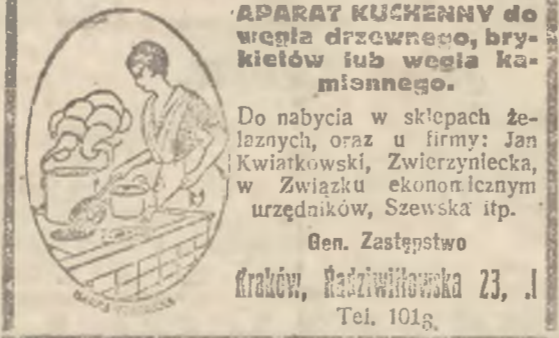 APARAT KUCHENNY do
węgla drzewnego, bry-
kietów lub węgla ka-
miennego.
Do nabycia w sklepach że-
laznych, oraz u firmy: Jan
Kwiatkowski, Zwierzyniecka,
w Związku ekonomicznym
urzędników, Szewska itp.
Gen. Zastępstwo
Kraków, Radziwiłłowska 23, .I
Tel. 101